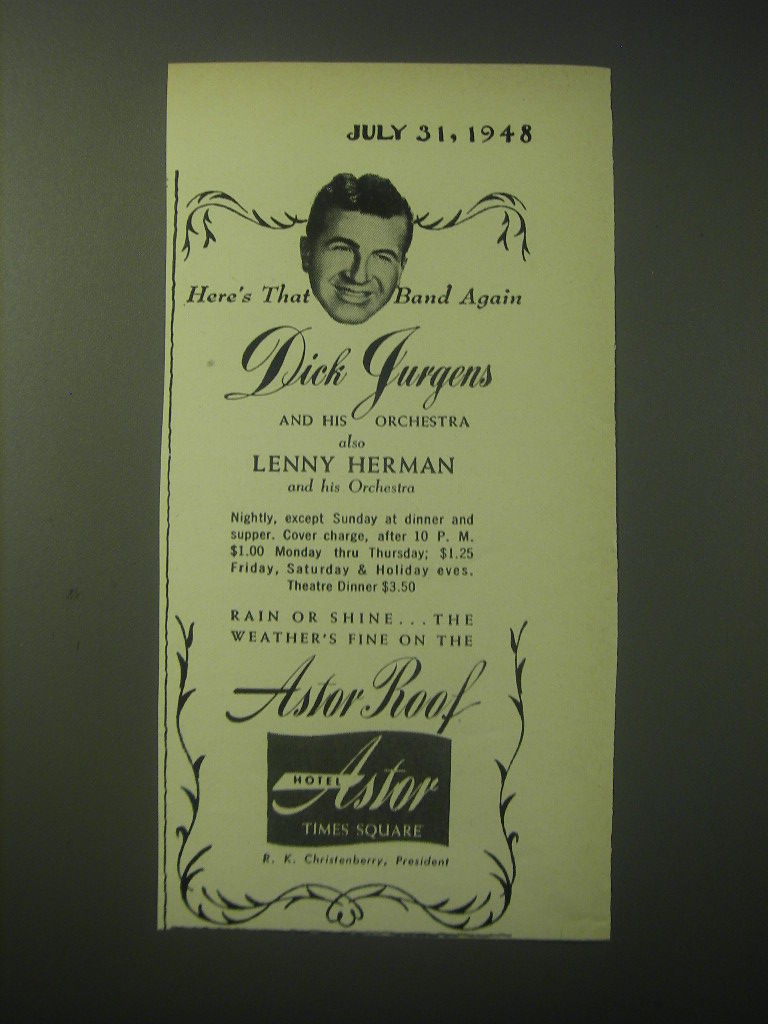 JULY 31, 1948
Here's That Band Again
Dick Jurgens
AND HIS ORCHESTRA
also
LENNY HERMAN
and his Orchestra
Nightly, except Sunday at dinner and
supper. Cover charge, after 10 P. M.
$1.00 Monday thru Thursday; $1.25
Friday, Saturday & Holiday eves.
Theatre Dinner $3.50
RAIN OR SHINE...THE
WEATHER'S FINE ON THE
Astor Roof
HOTEL Astor
TIMES SQUARE
R. K. Christenberry, President